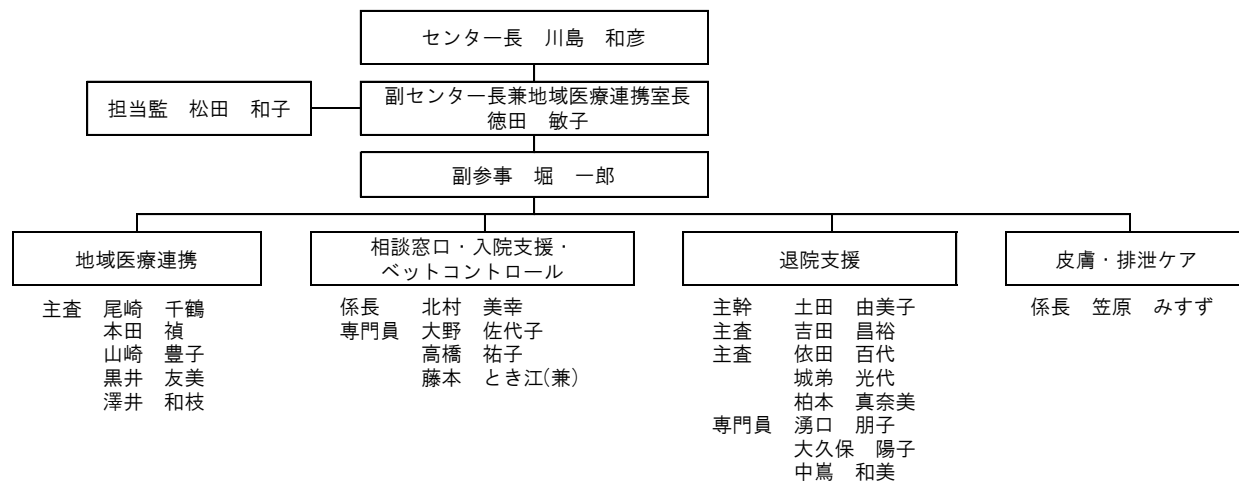 センター長　川島　和彦
担当監　松田　和子
副センター長兼地域医療連携室長
徳田　敏子
副参事　堀　一郎
地域医療連携
主査　尾崎　千鶴
本田　禎
山崎　豊子
黒井　友美
澤井　和枝
相談窓口・入院支援・
ベットコントロール
係長　北村　美幸
専門員　大野　佐代子
高橋　祐子
藤本　とき江(兼)
退院支援
主幹　土田　由美子
主査　吉田　昌裕
主査　依田　百代
城弟　光代
柏本　真奈美
専門員　湧口　朋子
大久保　陽子
中嶌　和美
皮膚・排泄ケア
係長　笠原　みすず